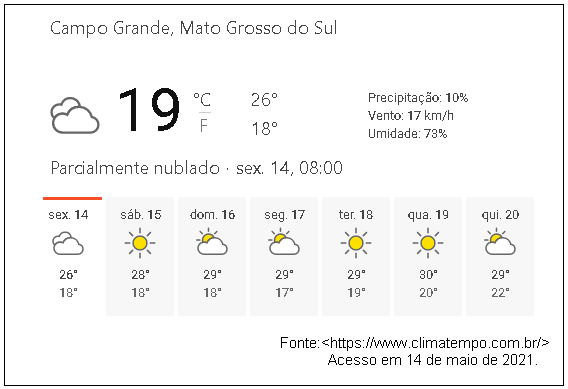 Campo Grande, Mato Grosso do Sul
19 °C 26° Precipitação: 10%
F 18° Vento: 17 km/h
Umidade: 73%
Parcialmente nublado · sex. 14, 08:00
sex. 14 sáb. 15 dom. 16 seg. 17 ter. 18 qua. 19 qui. 20
26° 28° 29° 29° 29° 30° 29°
18° 18° 18° 17° 19° 20° 22°
Fonte:<https://www.climatempo.com.br/>
Acesso em 14 de maio de 2021.